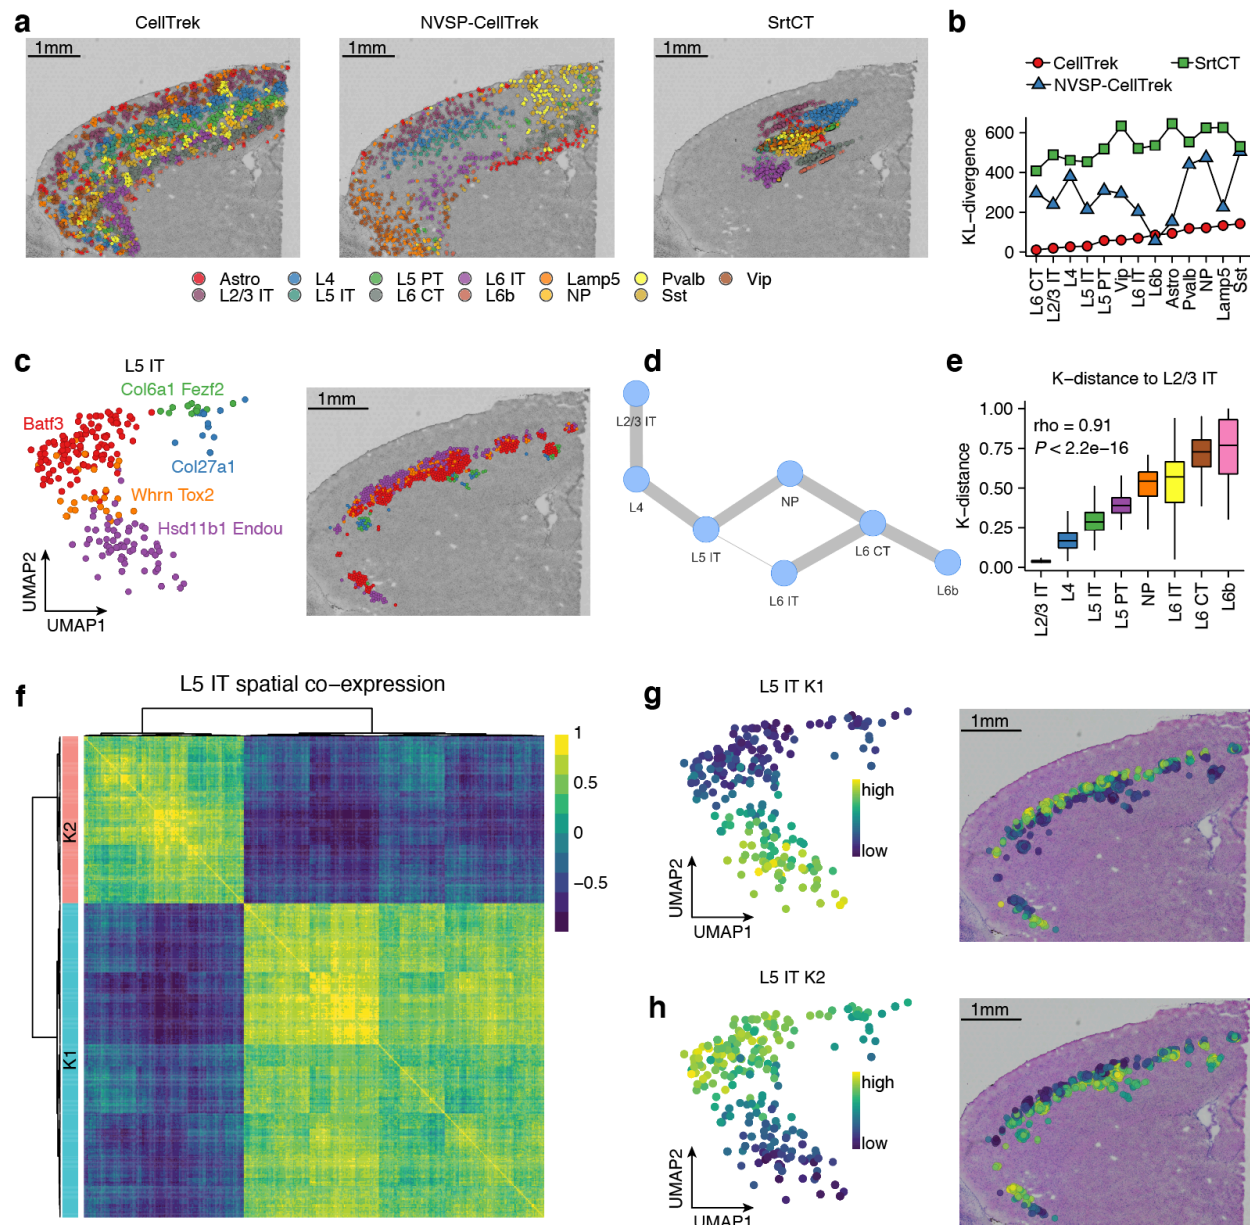 a
CellTrek
NVSP-CellTrek
SrtCT
1mm
1mm
1mm
Astro
L4
L5 PT
L6 IT
Lamp5
Pvalb
Vip
L2/3 IT
L5 IT
L6 CT
L6b
NP
Sst
b
CellTrek
SrtCT
NVSP-CellTrek
KL-divergence
600
400
200
0
L6 CT
L2/3 IT
L4
L5 IT
L5 PT
Vip
L6 IT
L6b
Astro
Pvalb
NP
Lamp5
Sst
c
L5 IT
Col6a1 Fezf2
Batf3
Col27a1
Whrn Tox2
Hsd11b1 Endou
UMAP2
UMAP1
1mm
d
L2/3 IT
L4
L5 IT
NP
L6 IT
L6 CT
L6b
e
K-distance to L2/3 IT
rho = 0.91
P < 2.2e-16
K-distance
1.00
0.75
0.50
0.25
0.00
L2/3 IT
L4
L5 IT
L5 PT
NP
L6 IT
L6 CT
L6b
f
L5 IT spatial co-expression
K2
K1
1
0.5
0
-0.5
g
L5 IT K1
high
low
UMAP2
UMAP1
1mm
h
L5 IT K2
high
low
UMAP2
UMAP1
1mm